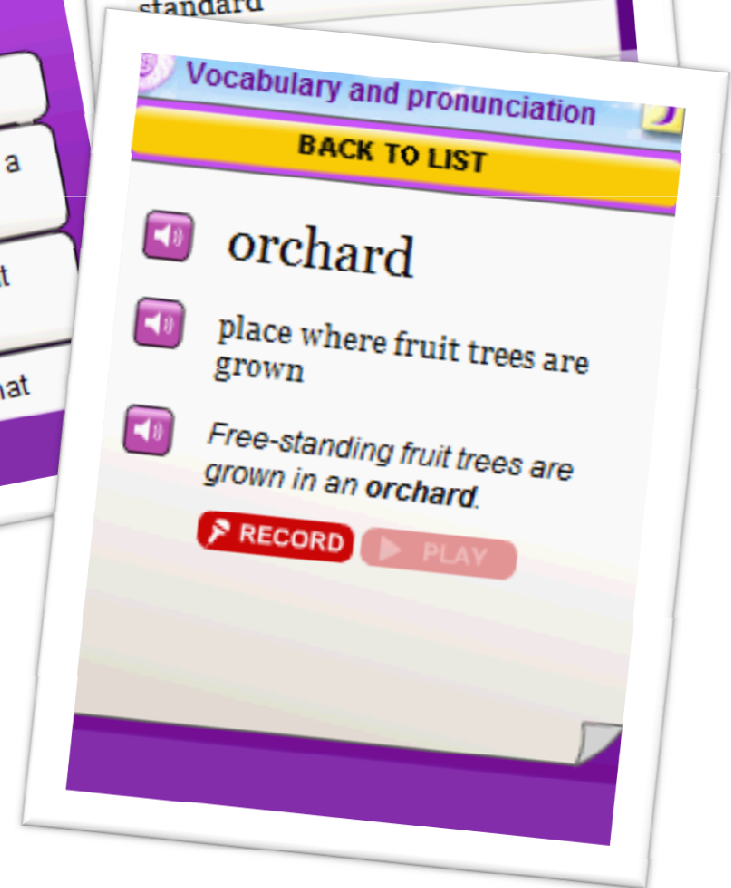 standard
a
Vocabulary and pronunciation
BACK TO LIST
orchard
place where fruit trees are
grown
Free-standing fruit trees are
grown in an orchard.
RECORD
PLAY